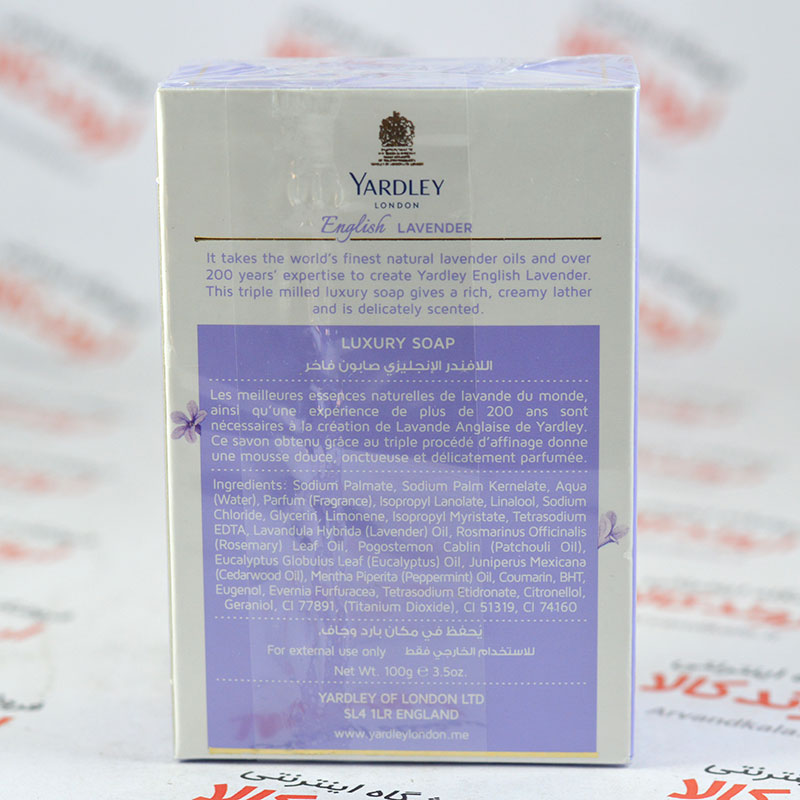 YARDLEY
LONDON
English LAVENDER
It takes the world's finest natural lavender oils and over
200 years' expertise to create Yardley English Lavender.
This triple milled luxury soap gives a rich, creamy lather
and is delicately scented.
LUXURY SOAP
اللافندر الإنجليزي صابون فاخر
Les meilleures essences naturelles de lavande du monde,
ainsi qu'une expérience de plus de 200 ans sont
nécessaires à la création de Lavande Anglaise de Yardley.
Ce savon obtenu grâce au triple procédé d'affinage donne
une mousse douce, onctueuse et délicatement parfumée.
Ingredients: Sodium Palmate, Sodium Palm Kernelate, Aqua
(Water), Parfum (Fragrance), Isopropyl Lanolate, Linalool, Sodium
Chloride, Glycerin, Limonene, Isopropyl Myristate, Tetrasodium
EDTA, Lavandula Hybrida (Lavender) Oil, Rosmarinus Officinalis
(Rosemary) Leaf Oil, Pogostemon Cablin (Patchouli Oil),
Eucalyptus Globulus Leaf (Eucalyptus) Oil, Juniperus Mexicana
(Cedarwood Oil), Mentha Piperita (Peppermint) Oil, Coumarin, BHT,
Eugenol, Evernia Furfuracea, Tetrasodium Etidronate, Citronellol,
Geraniol, CI 77891, (Titanium Dioxide), CI 51319, CI 74160
يُحفظ في مكان بارد وجاف.
For external use only للاستخدام الخارجي فقط
Net Wt. 100g ℮ 3.5oz.
YARDLEY OF LONDON LTD
SL4 1LR ENGLAND
www.yardleylondon.me
Arvandkala